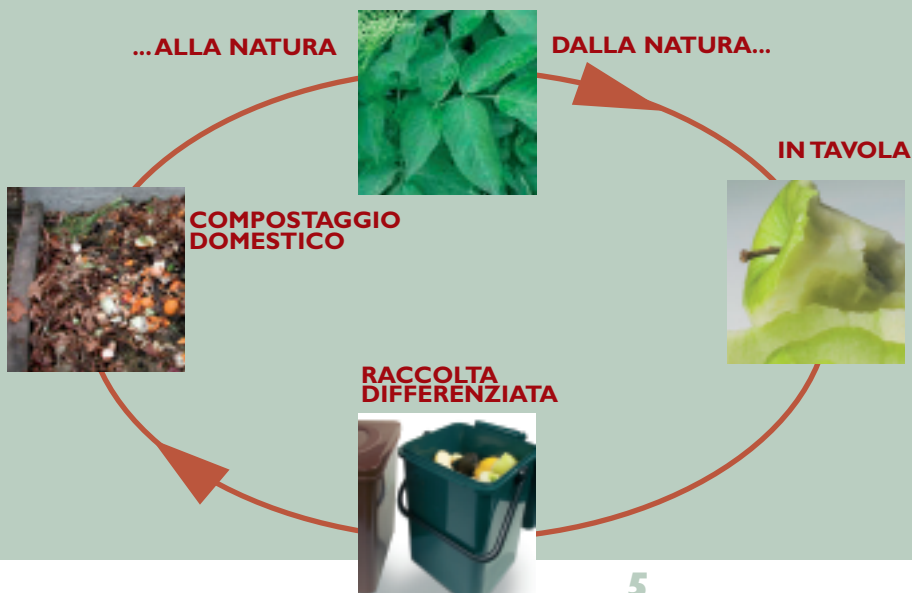 ...ALLA NATURA
DALLA NATURA...
IN TAVOLA
COMPOSTAGGIO
DOMESTICO
RACCOLTA
DIFFERENZIATA
5